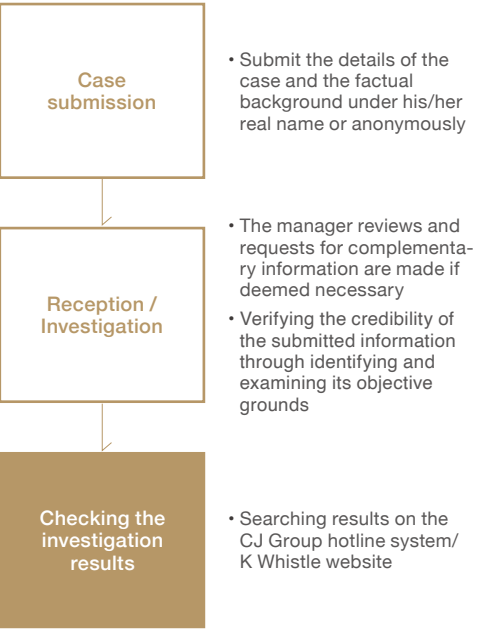 Case
submission
• Submit the details of the
case and the factual
background under his/her
real name or anonymously
Reception /
Investigation
• The manager reviews and
requests for complementa-
ry information are made if
deemed necessary
• Verifying the credibility of
the submitted information
through identifying and
examining its objective
grounds
Checking the
investigation
results
• Searching results on the
CJ Group hotline system/
K Whistle website